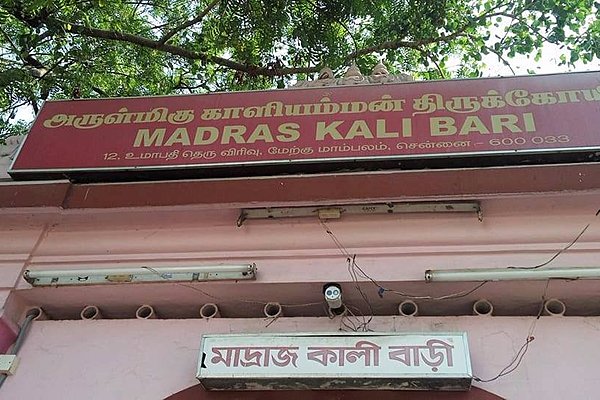 அருள்மிகு காளியம்மன் திருக்கோயி
MADRAS KALI BARI
12, உமாபதி தெரு விரிவு, மேற்கு மாம்பலம், சென்னை – 600 033
মাদ্রাজ কালী বাড়ী